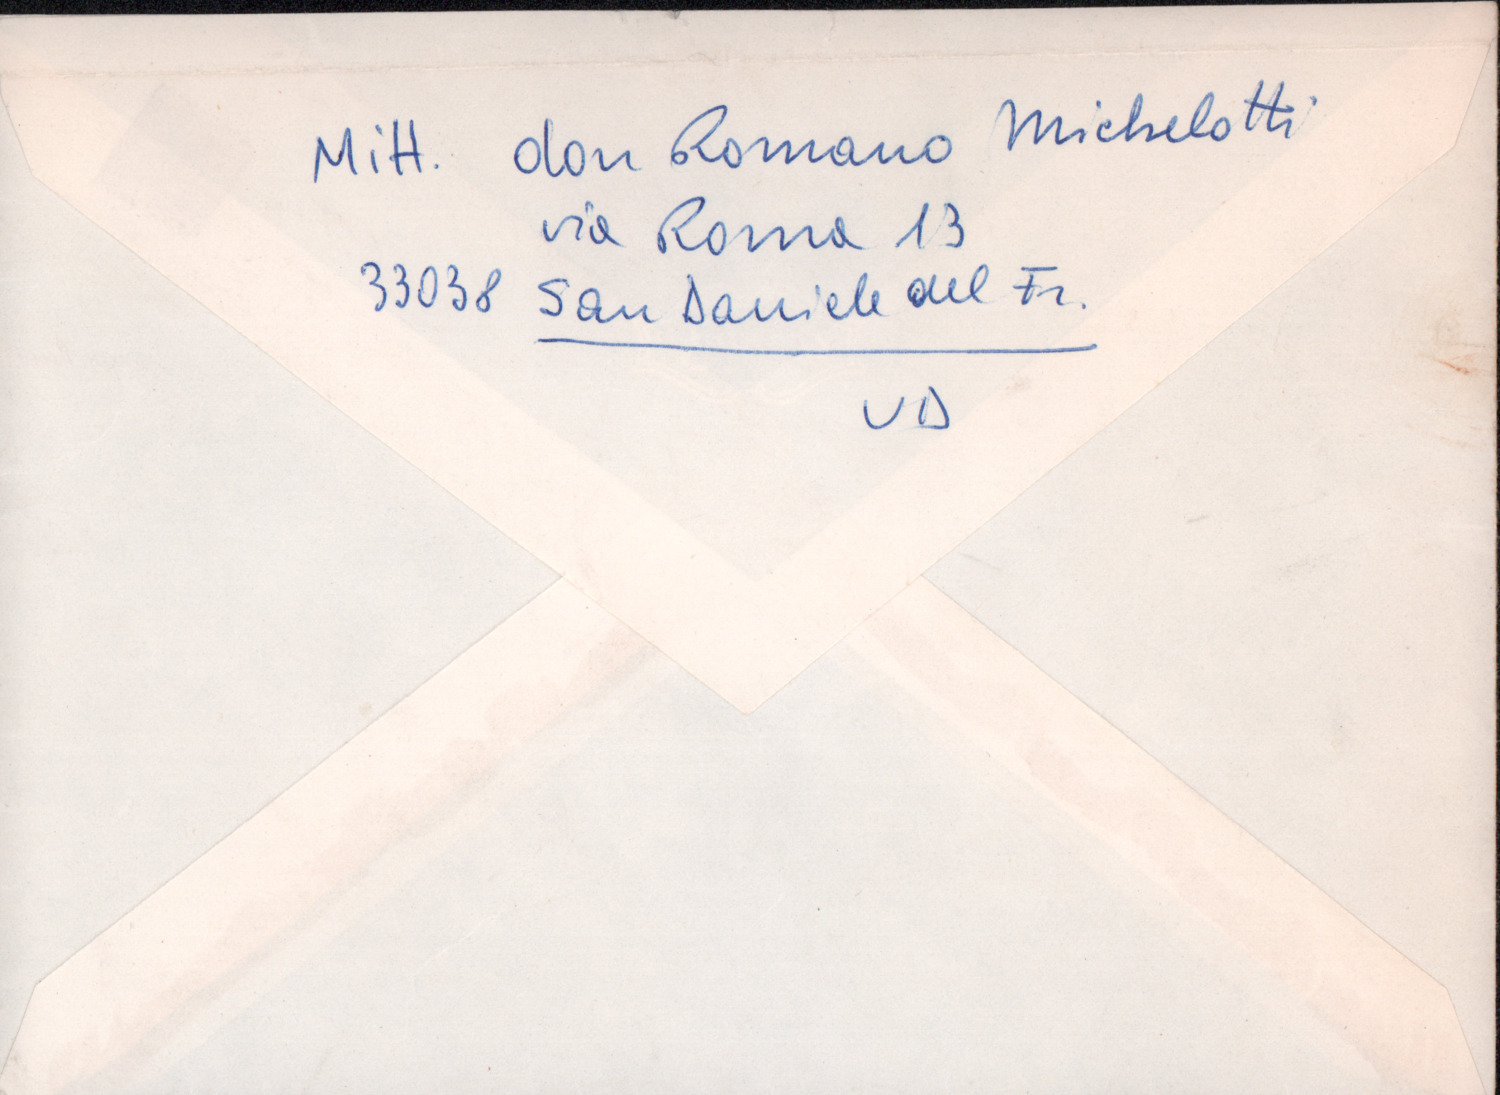 Mitt. don Romano Michelotti
via Roma 13
33038 San Daniele del Fr.
UD